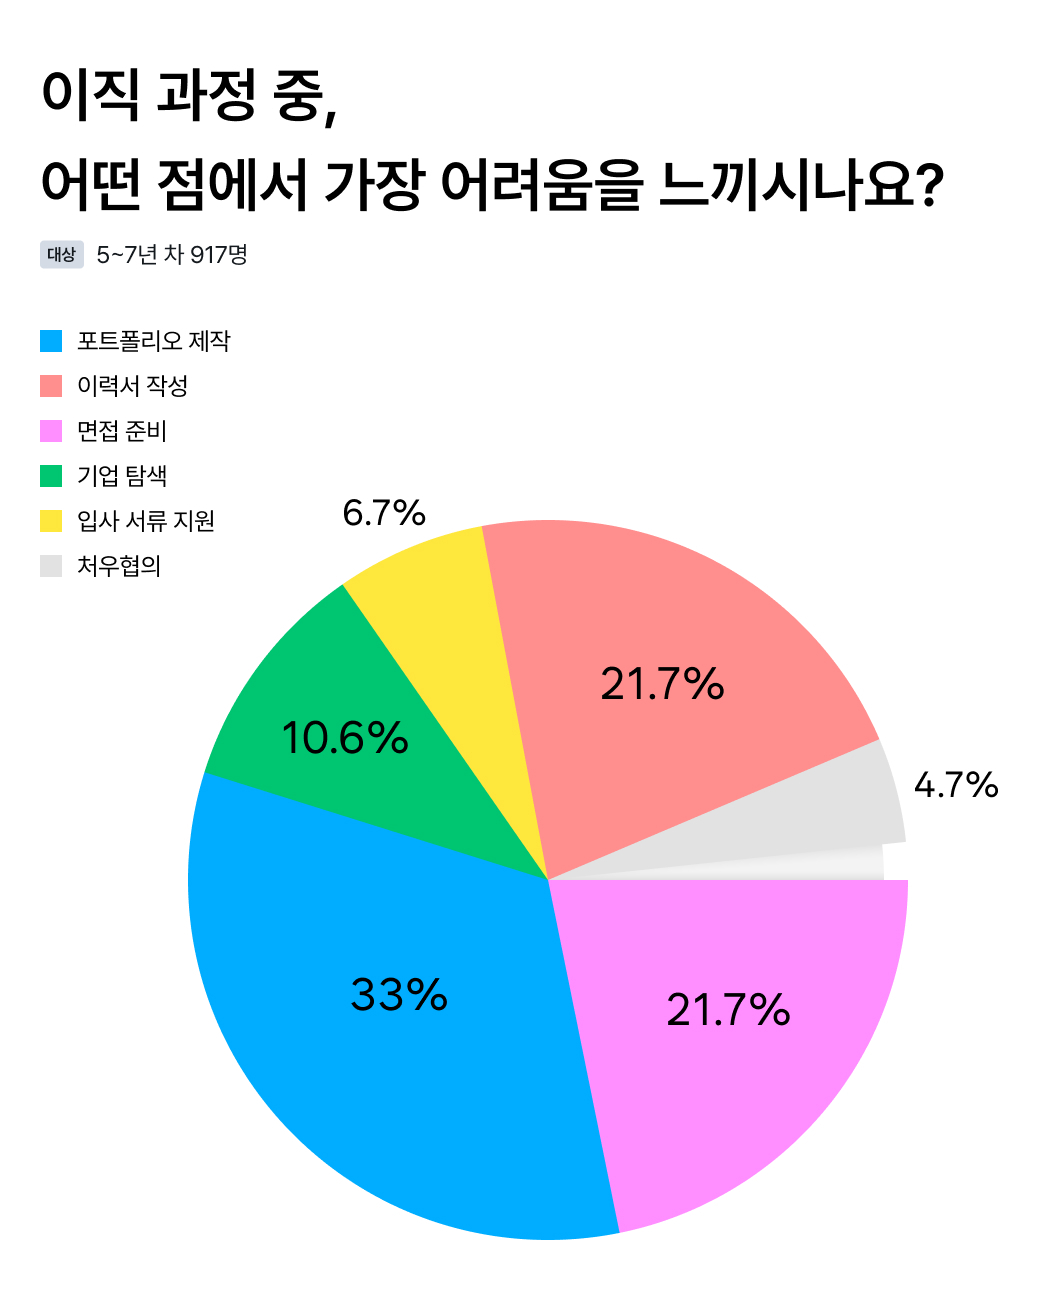 이직 과정 중,
어떤 점에서 가장 어려움을 느끼시나요?
대상 5~7년 차 917명
포트폴리오 제작
이력서 작성
면접 준비
기업 탐색
입사 서류 지원
처우협의
6.7%
21.7%
10.6%
4.7%
33%
21.7%